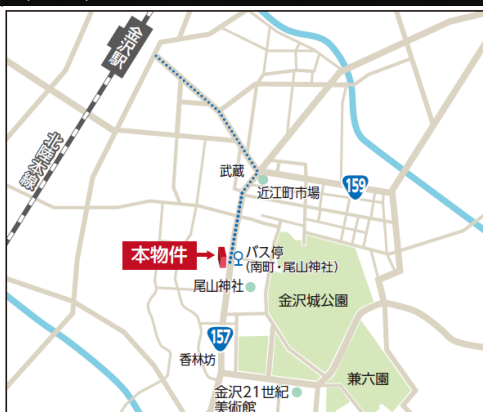 金沢駅
北陸本線
武蔵
近江町市場
159
本物件
バス停
(南町・尾山神社)
尾山神社
金沢城公園
157
香林坊
兼六園
金沢21世紀
美術館